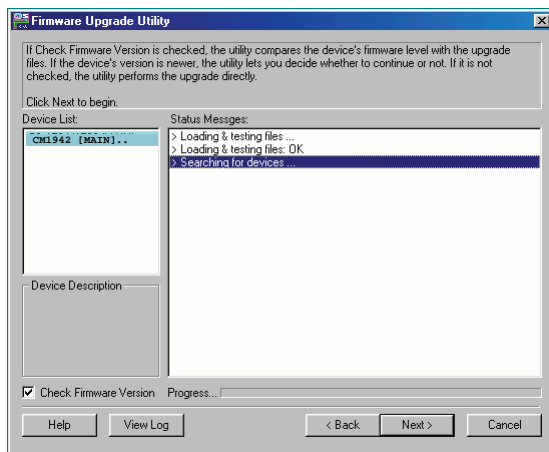 Firmware Upgrade Utility
If Check Firmware Version is checked, the utility compares the device's firmware level with the upgrade
files. If the device's version is newer, the utility lets you decide whether to continue or not. If it is not
checked, the utility performs the upgrade directly.
Click Next to begin.
Device List:
Status Messges:
CM1942 [MAIN]..
> Loading & testing files ...
> Loading & testing files: OK
> Searching for devices ...
Device Description
Check Firmware Version
Progress...
Help
View Log
< Back
Next >
Cancel